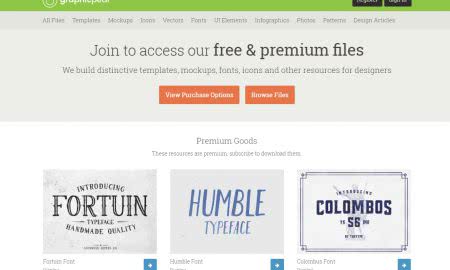 graphicpear
Register Sign In
All Files Templates Mockups Icons Vectors Fonts UI Elements Infographics Photos Patterns Design Articles
Join to access our free & premium files
We build distinctive templates, mockups, fonts, icons and other resources for designers
View Purchase Options Browse Files
Premium Goods
These resources are premium, subscribe to download them.
INTRODUCING
FORTUIN
TYPEFACE
HANDMADE QUALITY
HUMBLE
TYPEFACE
INTRODUCING
COLOMBOS
S6
Fortuin Font
Humble Font
Colombus Font